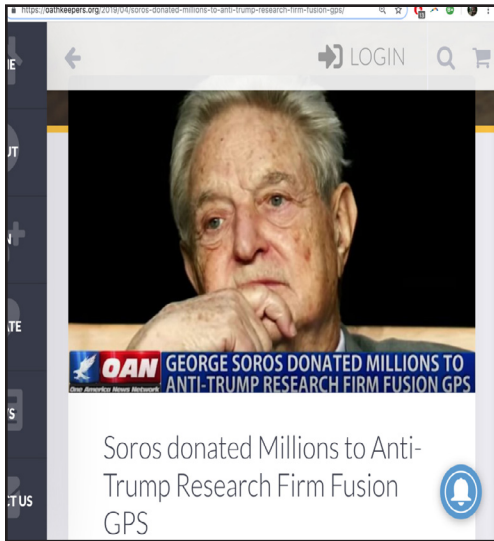 https://oathkeepers.org/2019/04/soros-donated-millions-to-anti-trump-research-firm-fusion-gps/
LOGIN
OAN
One America News Network
GEORGE SOROS DONATED MILLIONS TO
ANTI-TRUMP RESEARCH FIRM FUSION GPS
Soros donated Millions to Anti-
Trump Research Firm Fusion
GPS